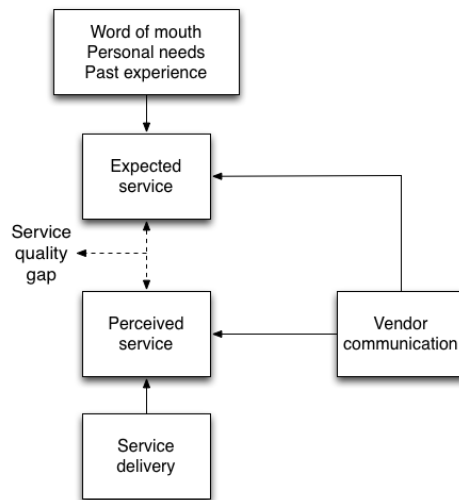 Word of mouth
Personal needs
Past experience
Expected
service
Service
quality
gap
Perceived
service
Vendor
communication
Service
delivery